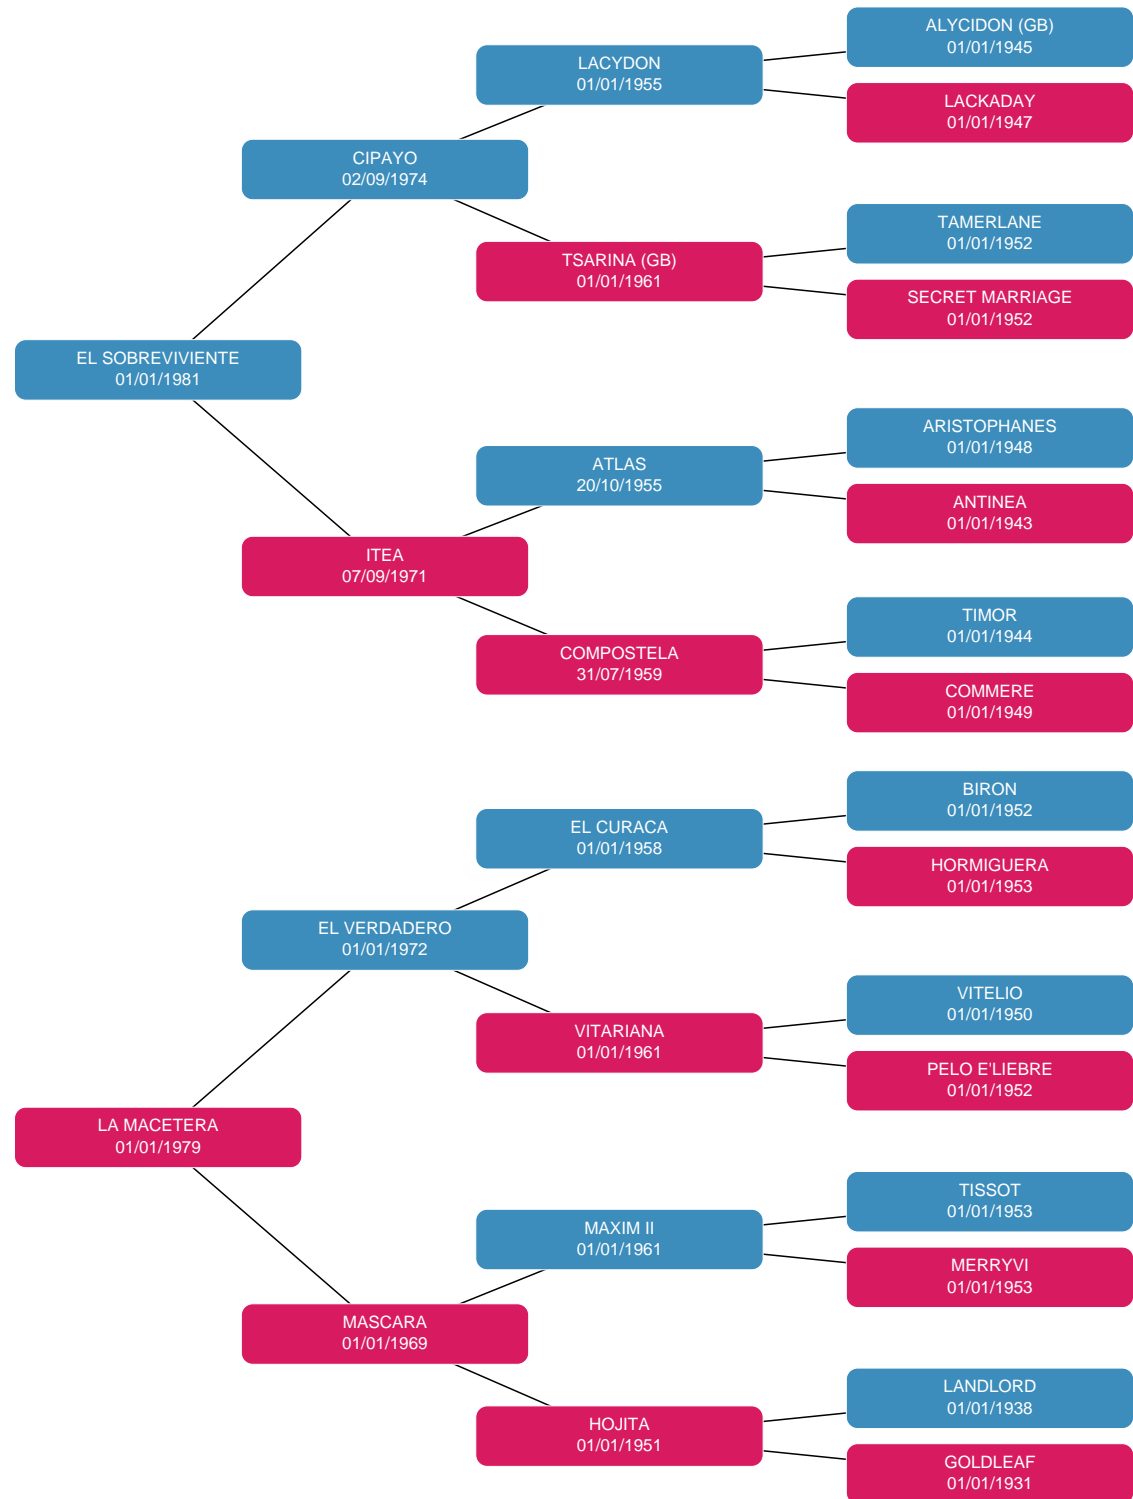 ALYCIDON (GB)
01/01/1945
LACYDON
01/01/1955
LACKADAY
01/01/1947
CIPAYO
02/09/1974
TAMERLANE
01/01/1952
TSARINA (GB)
01/01/1961
SECRET MARRIAGE
01/01/1952
EL SOBREVIVIENTE
01/01/1981
ARISTOPHANES
01/01/1948
ATLAS
20/10/1955
ANTINEA
01/01/1943
ITEA
07/09/1971
TIMOR
01/01/1944
COMPOSTELA
31/07/1959
COMMERE
01/01/1949
BIRON
01/01/1952
EL CURACA
01/01/1958
HORMIGUERA
01/01/1953
EL VERDADERO
01/01/1972
VITELIO
01/01/1950
VITARIANA
01/01/1961
PELO E'LIEBRE
01/01/1952
LA MACETERA
01/01/1979
TISSOT
01/01/1953
MAXIM II
01/01/1961
MERRYVI
01/01/1953
MASCARA
01/01/1969
LANDLORD
01/01/1938
HOJITA
01/01/1951
GOLDLEAF
01/01/1931